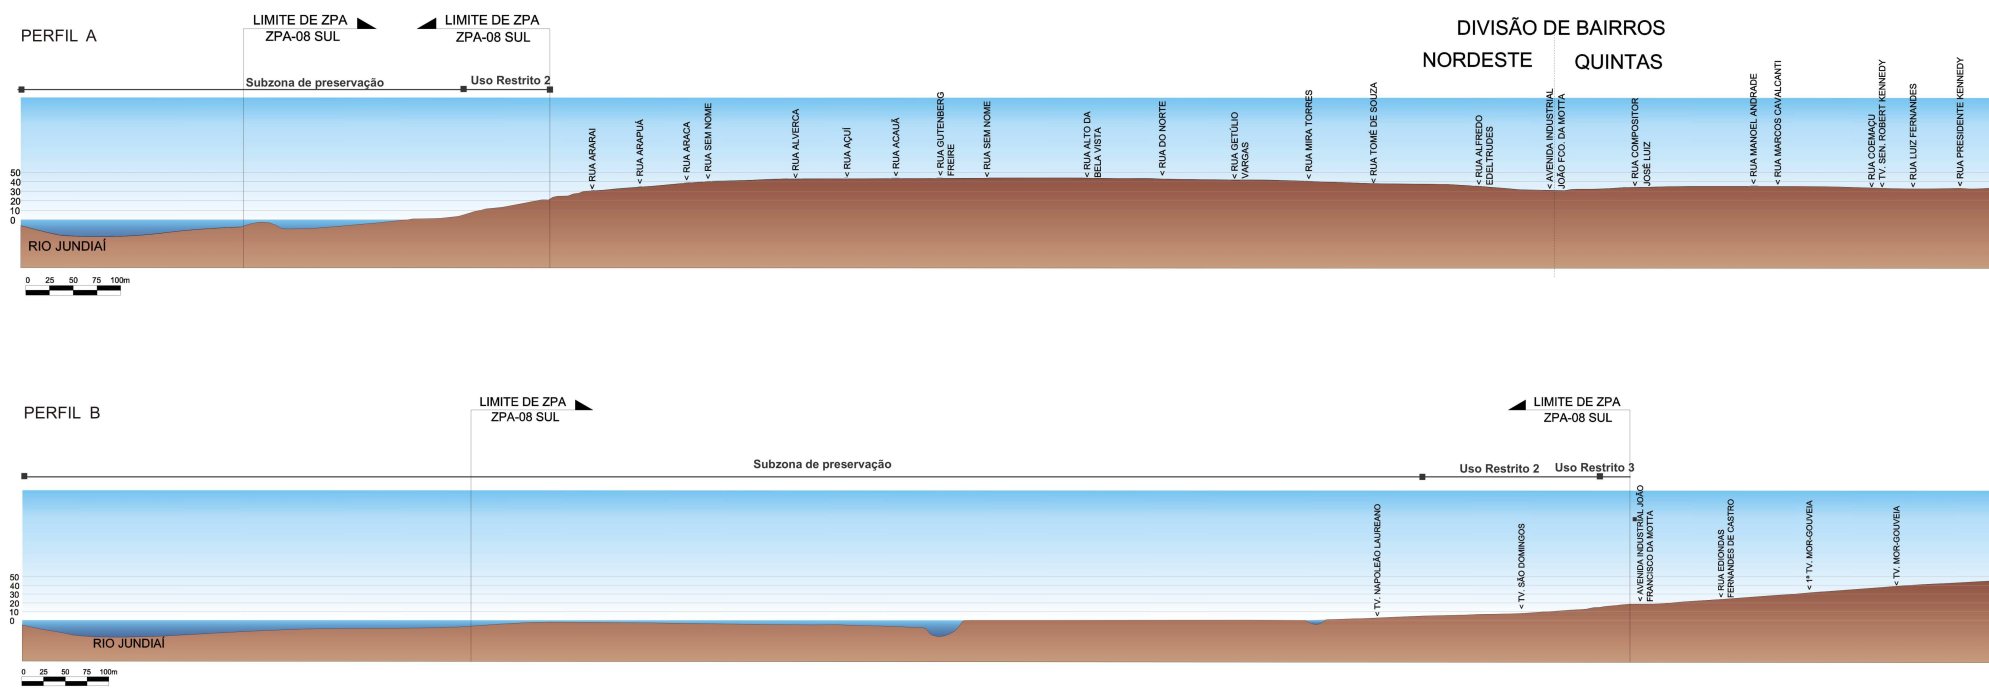 PERFIL A
LIMITE DE ZPA
ZPA-08 SUL
LIMITE DE ZPA
ZPA-08 SUL
DIVISÃO DE BAIRROS
NORDESTE
QUINTAS
Subzona de preservação
Uso Restrito 2
< RUA ARARAI
< RUA ARAPUÁ
< RUA ARACA
< RUA SEM NOME
< RUA ALVERCA
< RUA AÇUÍ
< RUA ACAUÃ
< RUA GUTENBERG
FREIRE
< RUA SEM NOME
< RUA ALTO DA
BELA VISTA
< RUA DO NORTE
< RUA GETÚLIO
VARGAS
< RUA MIRA TORRES
< RUA TOMÉ DE SOUZA
< RUA ALFREDO
EDELTRUDES
< AVENIDA INDUSTRIAL
JOÃO FCO. DA MOTTA
< RUA COMPOSITOR
JOSÉ LUIZ
< RUA MANOEL ANDRADE
< RUA MARCOS CAVALCANTI
< RUA COEMAÇU
< TV. SEN. ROBERT KENNEDY
< RUA LUIZ FERNANDES
< RUA PRESIDENTE KENNEDY
50
40
30
20
10
0
RIO JUNDIAÍ
0 25 50 75 100m
PERFIL B
LIMITE DE ZPA
ZPA-08 SUL
LIMITE DE ZPA
ZPA-08 SUL
Subzona de preservação
Uso Restrito 2
Uso Restrito 3
< TV. NAPOLEÃO LAUREANO
< TV. SÃO DOMINGOS
< AVENIDA INDUSTRIAL JOÃO
FRANCISCO DA MOTTA
< RUA EDIONDAS
FERNANDES DE CASTRO
< 1ª TV. MOR-GOUVEIA
< TV. MOR-GOUVEIA
50
40
30
20
10
0
RIO JUNDIAÍ
0 25 50 75 100m